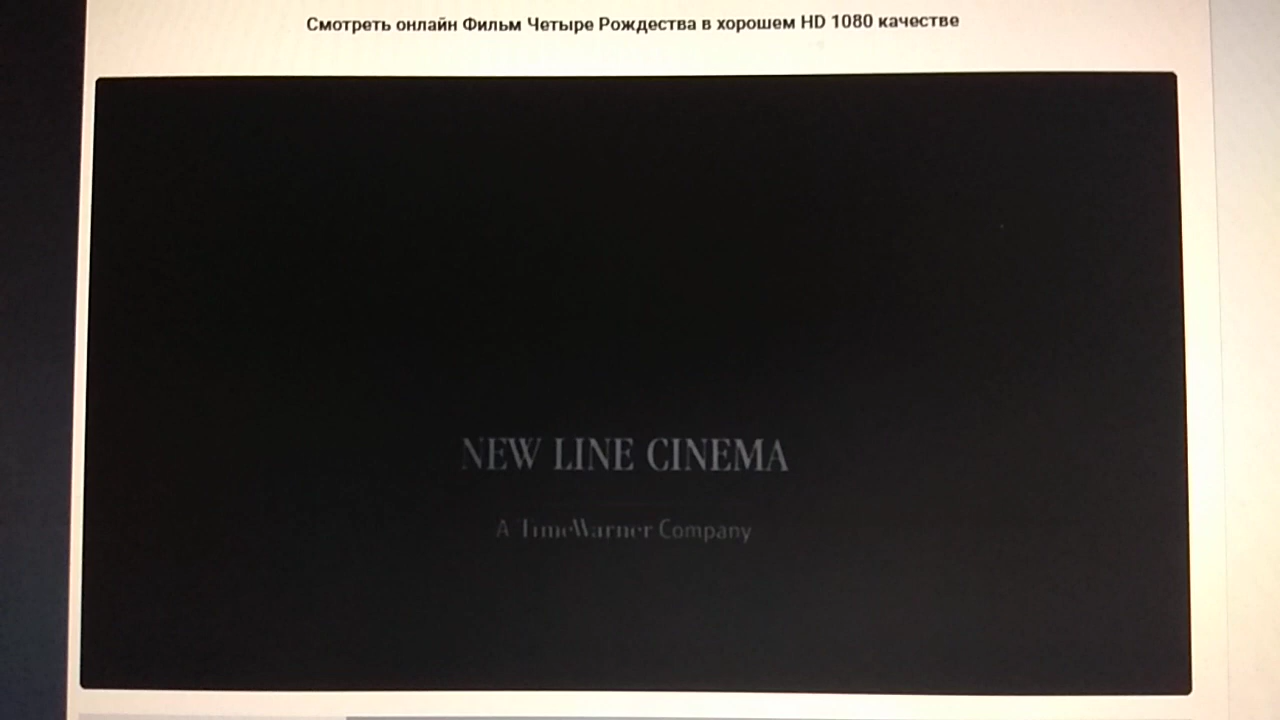 Смотреть онлайн Фильм Четыре Рождества в хорошем HD 1080 качестве
NEW LINE CINEMA
A TimeWarner Company